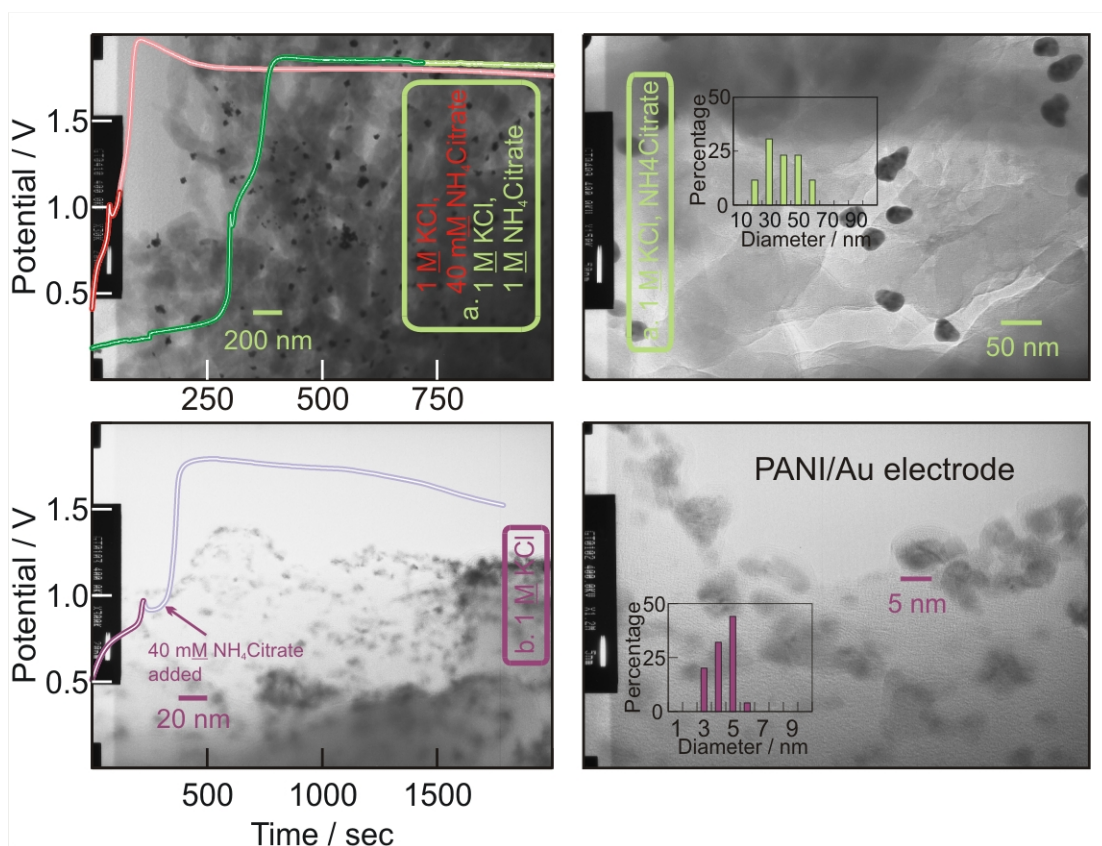 Potential / V
1.5
1.0
0.5
1 M KCl,
40 mM NH₄Citrate
a. 1 M KCl,
1 M NH₄Citrate
200 nm
250 500 750
a. 1 M KCl, NH4Citrate
Percentage
50
25
0
10 30 50 70 90
Diameter / nm
50 nm
Potential / V
1.5
1.0
0.5
40 mM NH₄Citrate
added
20 nm
b. 1 M KCl
500 1000 1500
Time / sec
PANI/Au electrode
5 nm
Percentage
50
25
0
1 3 5 7 9
Diameter / nm